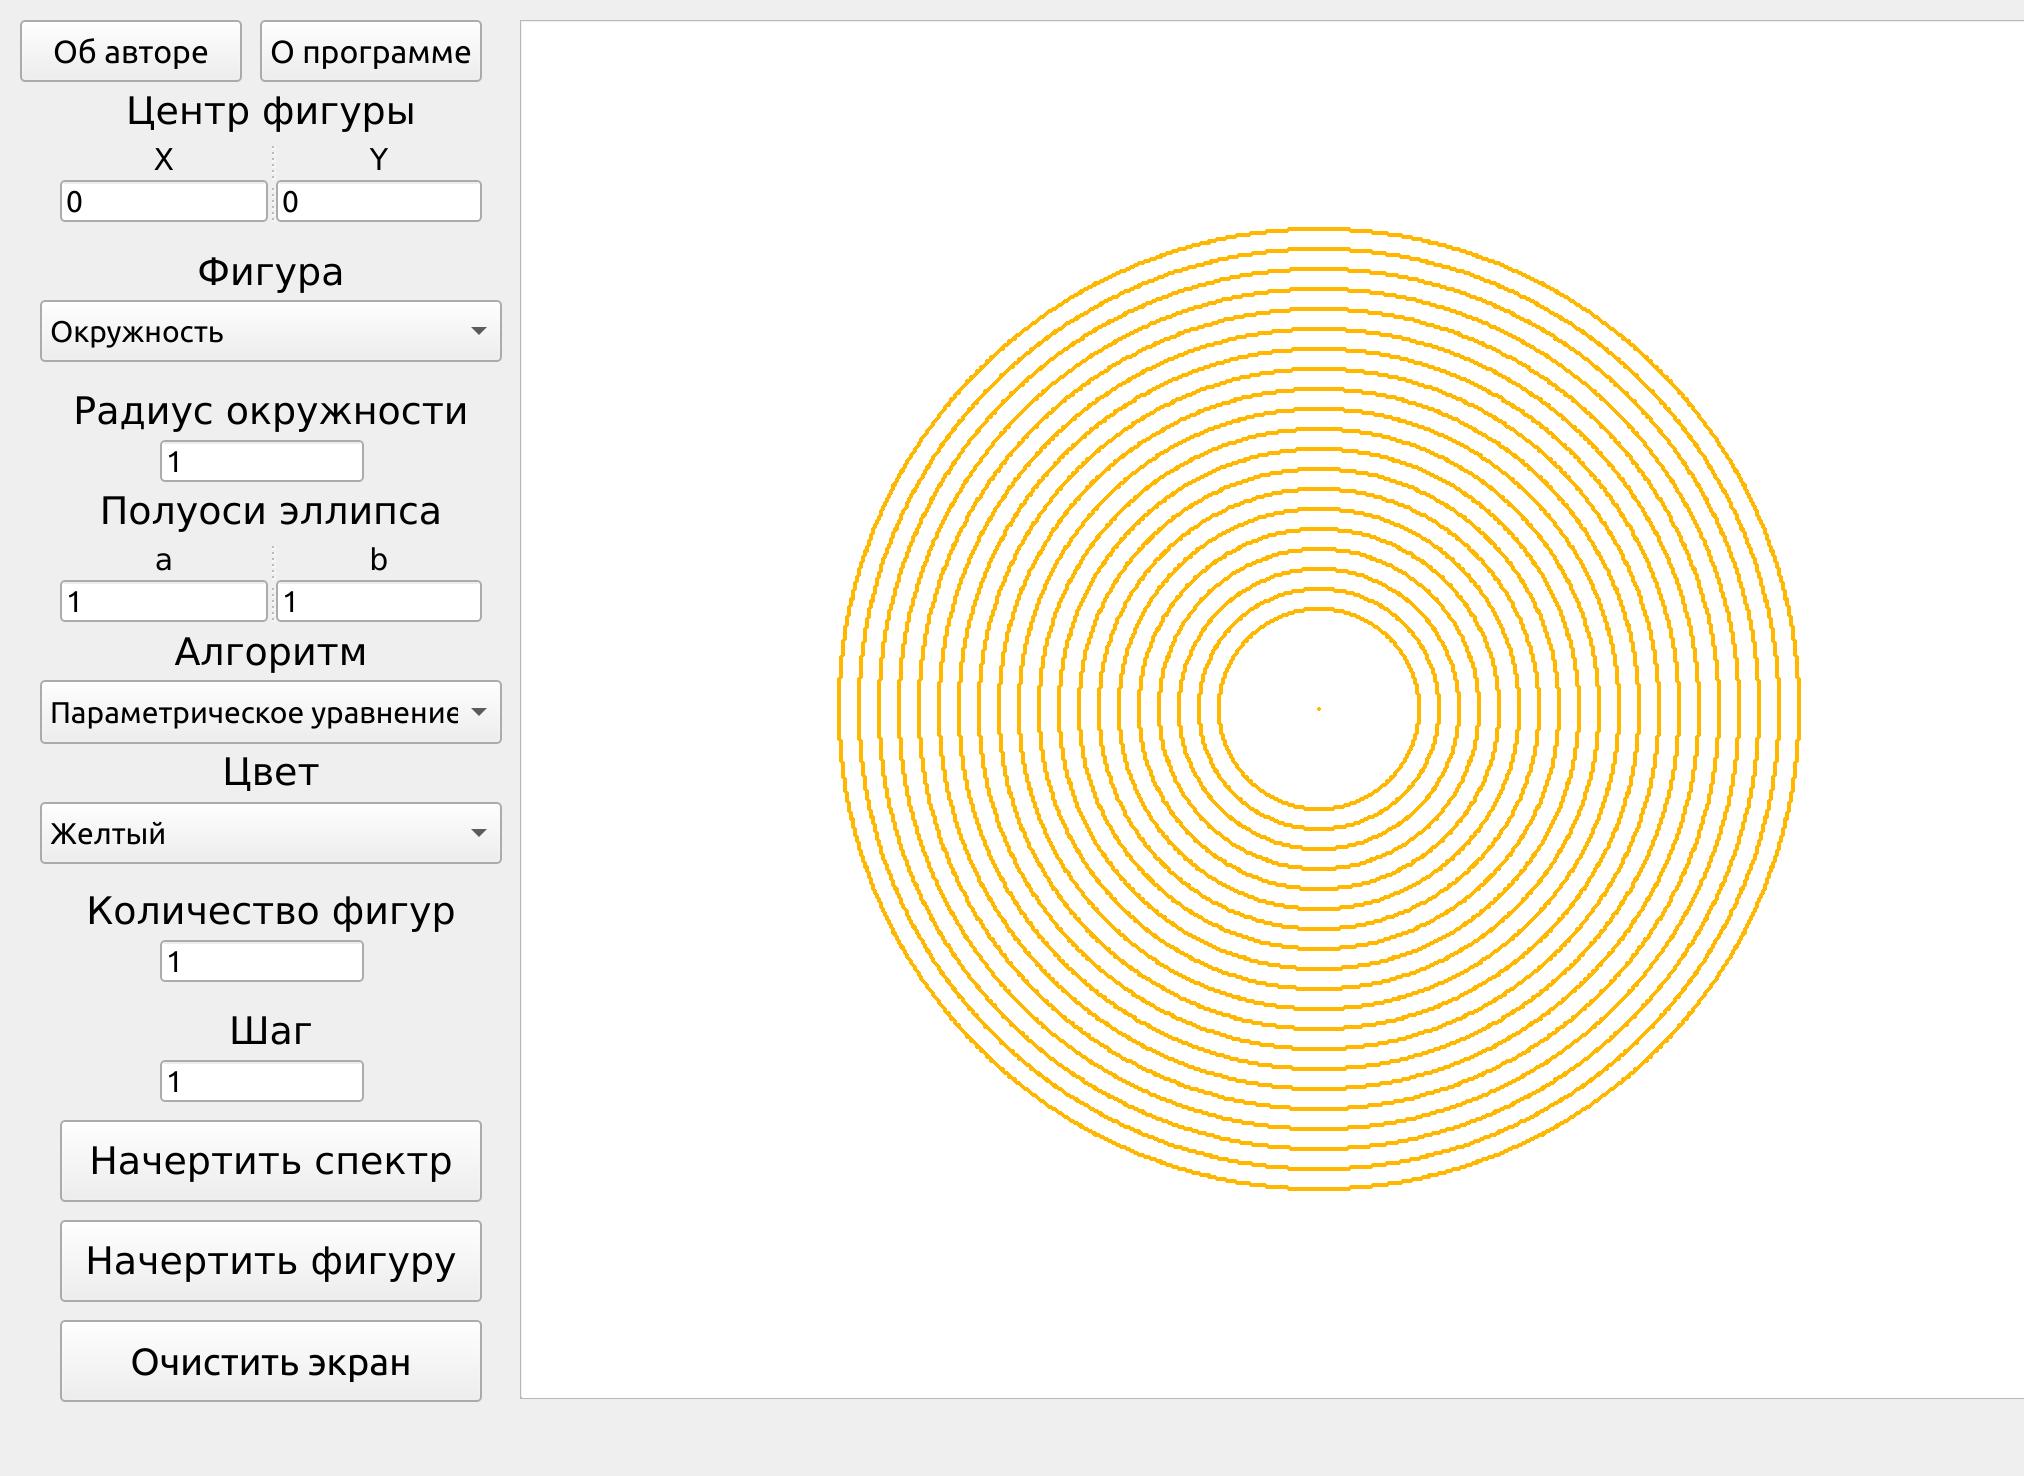 Об авторе О программе
Центр фигуры
X Y
0 0
Фигура
Окружность
Радиус окружности
1
Полуоси эллипса
a b
1 1
Алгоритм
Параметрическое уравнение
Цвет
Желтый
Количество фигур
1
Шаг
1
Начертить спектр
Начертить фигуру
Очистить экран